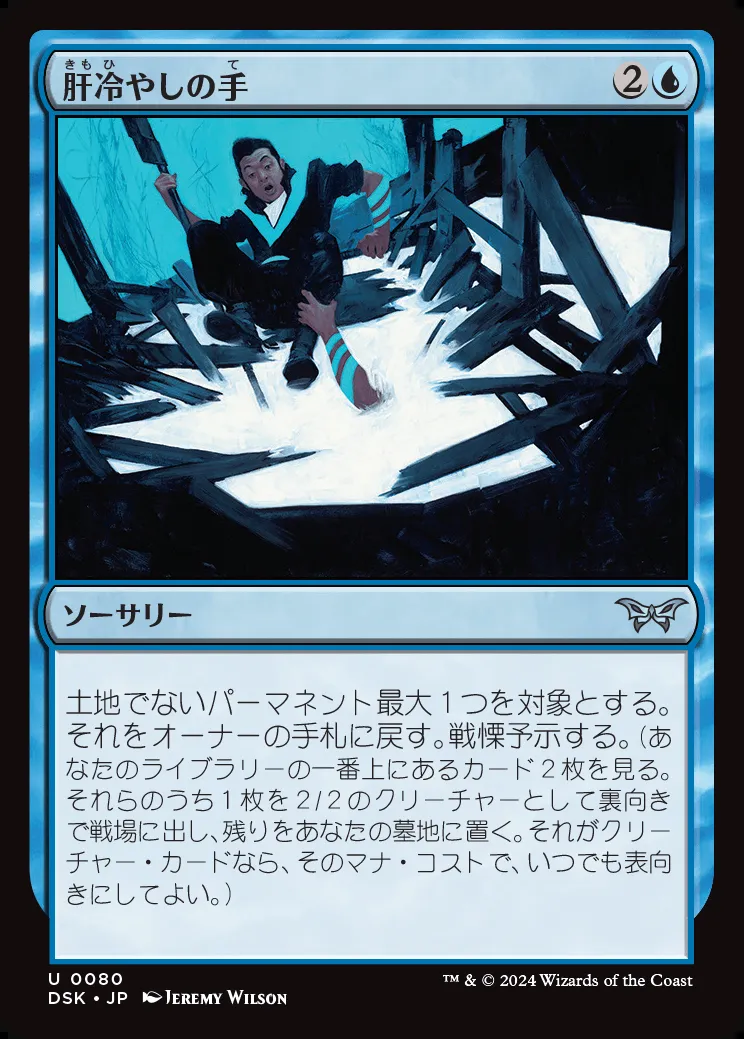 きもひて
肝冷やしの手 2
ソーサリー
土地でないパーマネント最大1つを対象とする。
それをオーナーの手札に戻す。戦慄予示する。（あ
なたのライブラリーの一番上にあるカード2枚を見る。
それらのうち1枚を2/2のクリーチャーとして裏向き
で戦場に出し、残りをあなたの墓地に置く。それがクリー
チャー・カードなら、そのマナ・コストで、いつでも表向
きにしてよい。）
U 0080
DSK • JP Jeremy Wilson
™ & © 2024 Wizards of the Coast